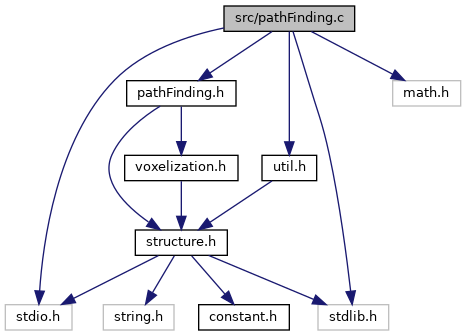 src/pathFinding.c
pathFinding.h
math.h
voxelization.h
util.h
structure.h
stdio.h
string.h
constant.h
stdlib.h